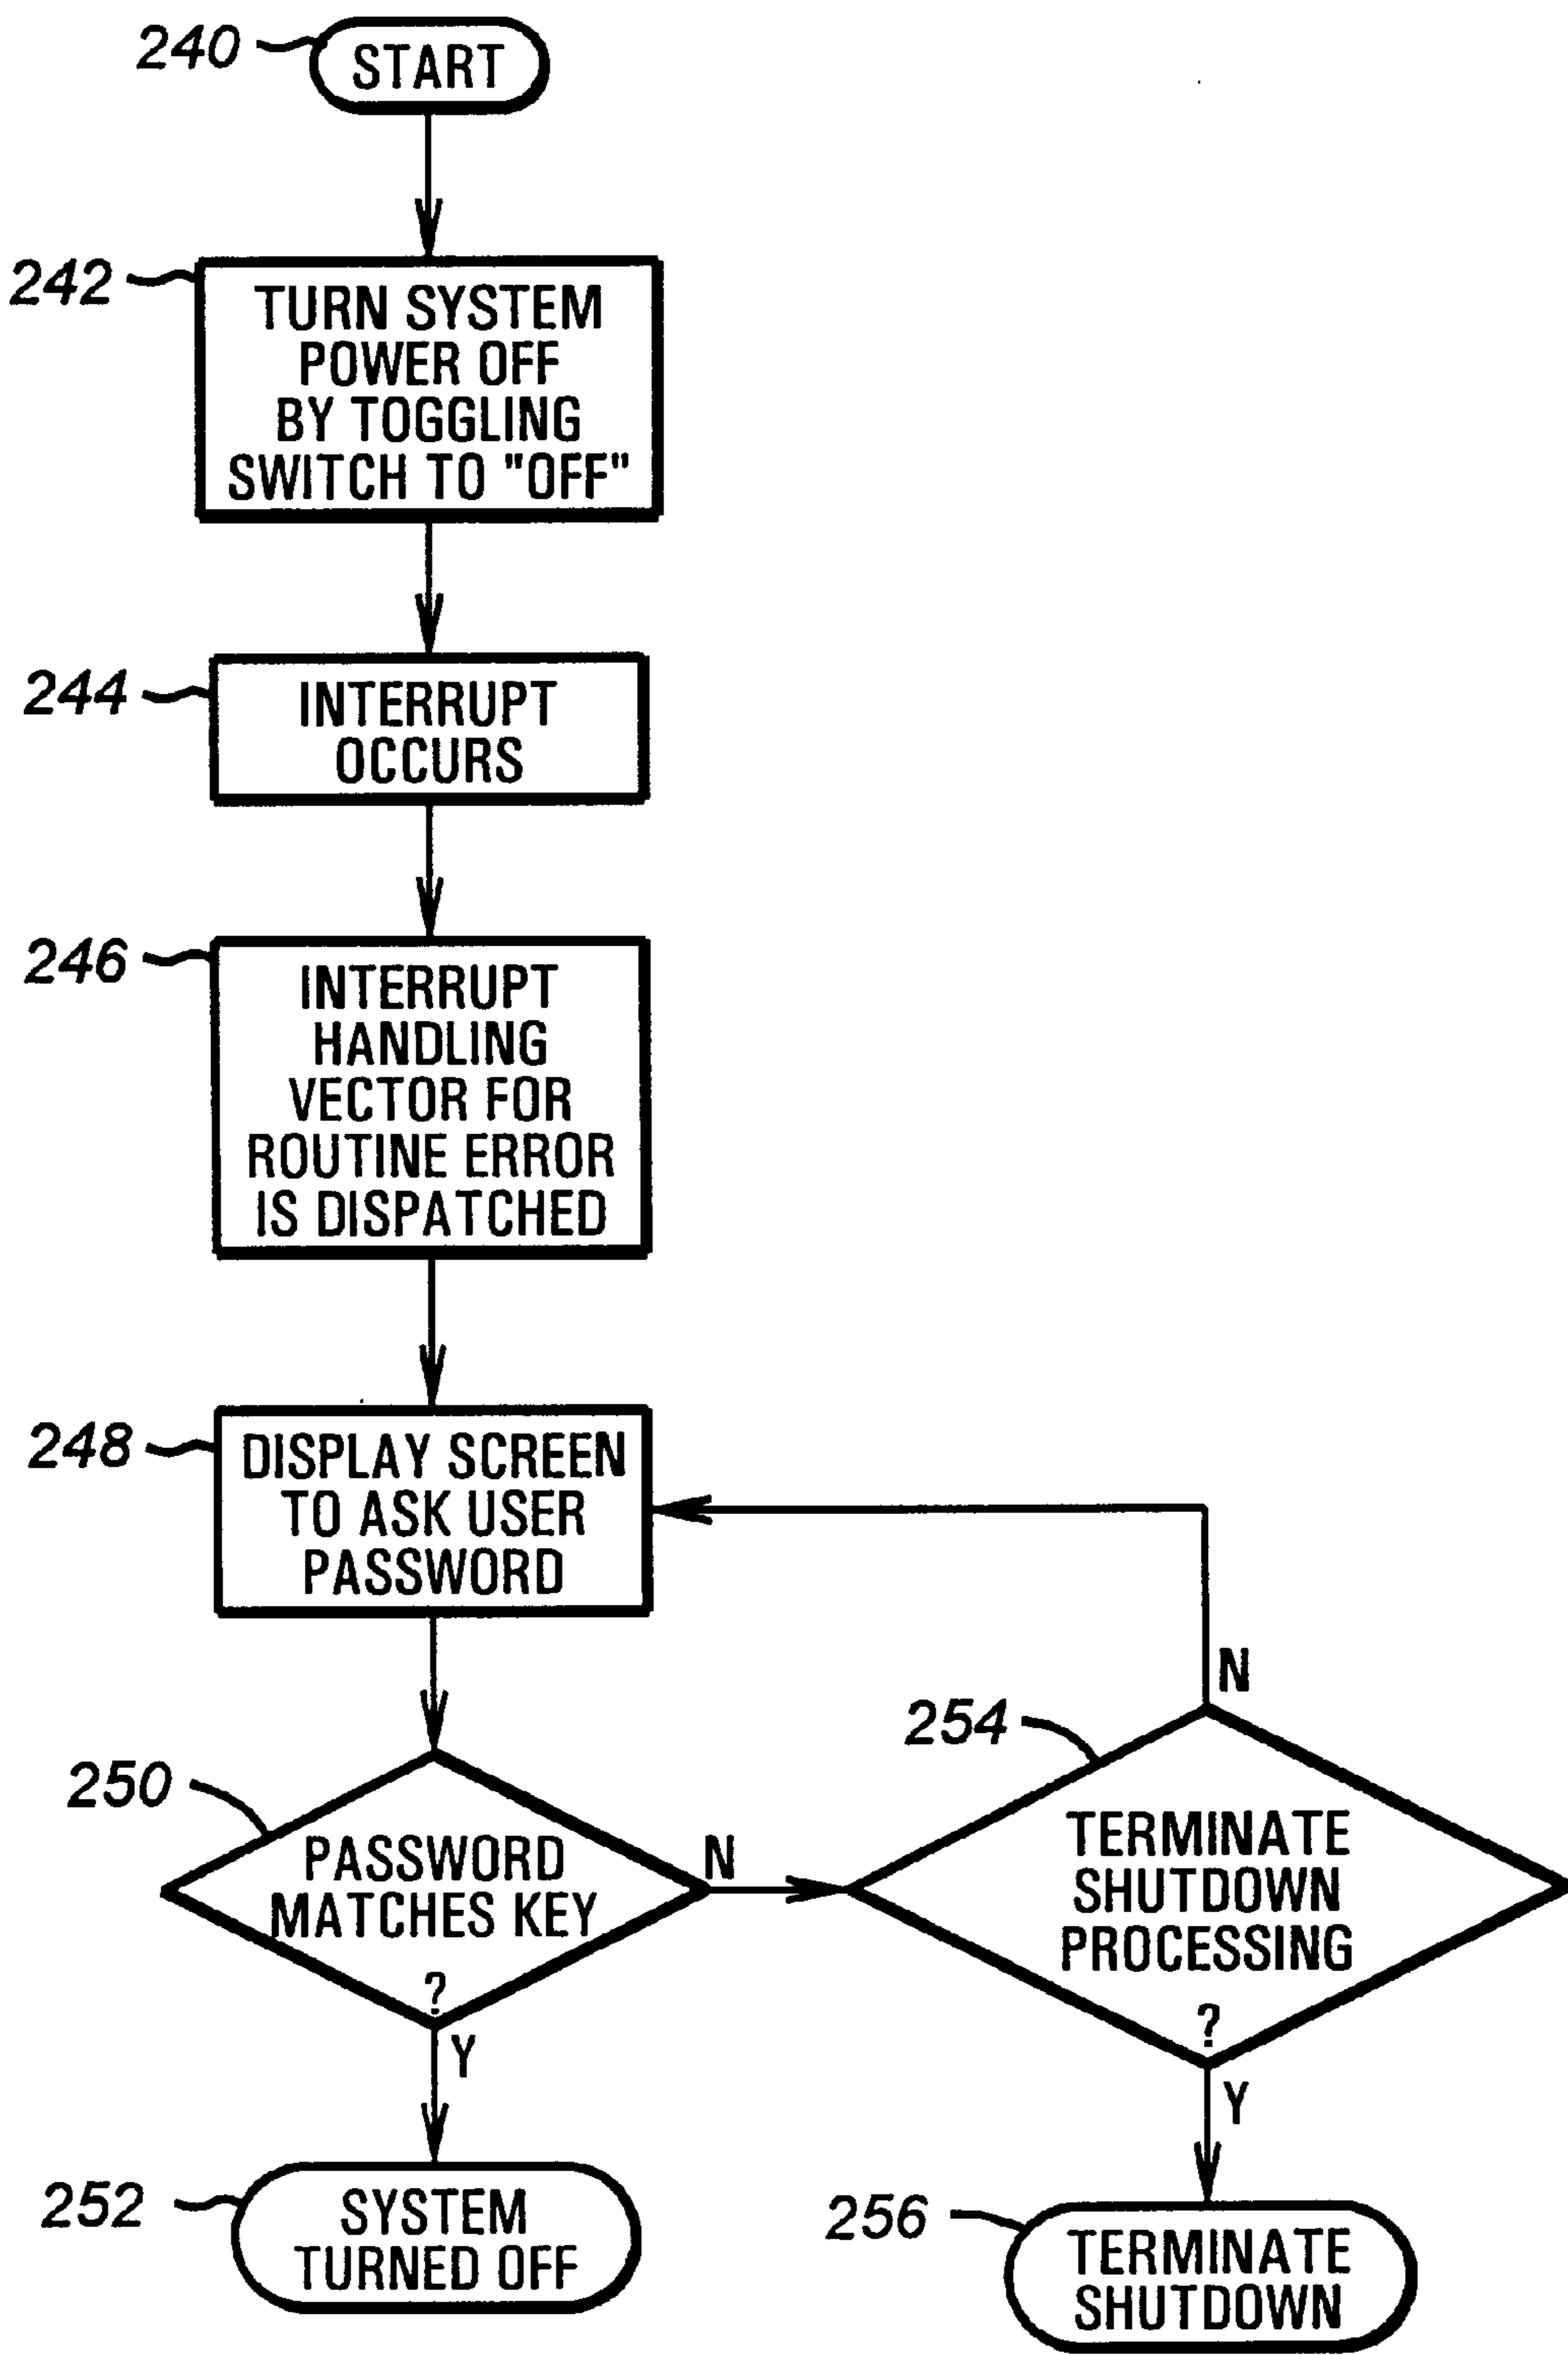 240
START
242
TURN SYSTEM
POWER OFF
BY TOGGLING
SWITCH TO "OFF"
244
INTERRUPT
OCCURS
246
INTERRUPT
HANDLING
VECTOR FOR
ROUTINE ERROR
IS DISPATCHED
248
DISPLAY SCREEN
TO ASK USER
PASSWORD
250
PASSWORD
MATCHES KEY
?
N
Y
254
N
TERMINATE
SHUTDOWN
PROCESSING
?
Y
252
SYSTEM
TURNED OFF
256
TERMINATE
SHUTDOWN